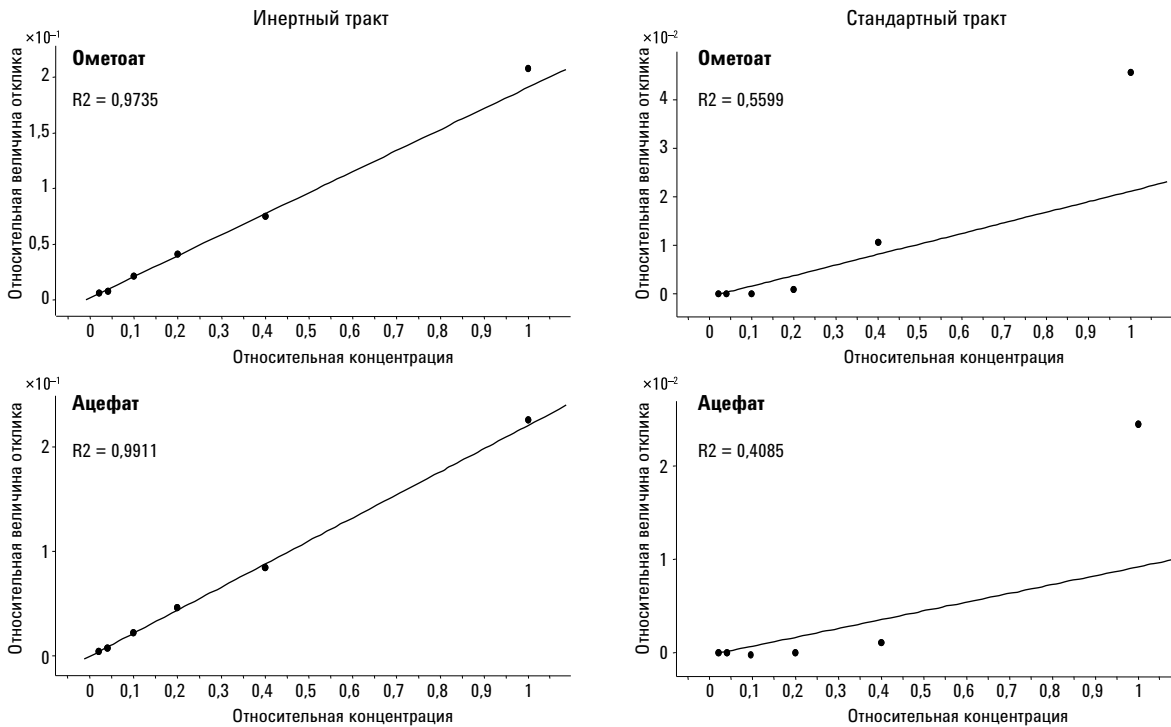 Инертный тракт
×10⁻¹
Ометоат
R2 = 0,9735
Относительная величина отклика
2
1,5
1
0,5
0
0 0,1 0,2 0,3 0,4 0,5 0,6 0,7 0,8 0,9 1
Относительная концентрация
Стандартный тракт
×10⁻²
Ометоат
R2 = 0,5599
Относительная величина отклика
4
3
2
1
0
0 0,1 0,2 0,3 0,4 0,5 0,6 0,7 0,8 0,9 1
Относительная концентрация
×10⁻¹
Ацефат
R2 = 0,9911
Относительная величина отклика
2
1
0
0 0,1 0,2 0,3 0,4 0,5 0,6 0,7 0,8 0,9 1
Относительная концентрация
×10⁻²
Ацефат
R2 = 0,4085
Относительная величина отклика
2
1
0
0 0,1 0,2 0,3 0,4 0,5 0,6 0,7 0,8 0,9 1
Относительная концентрация